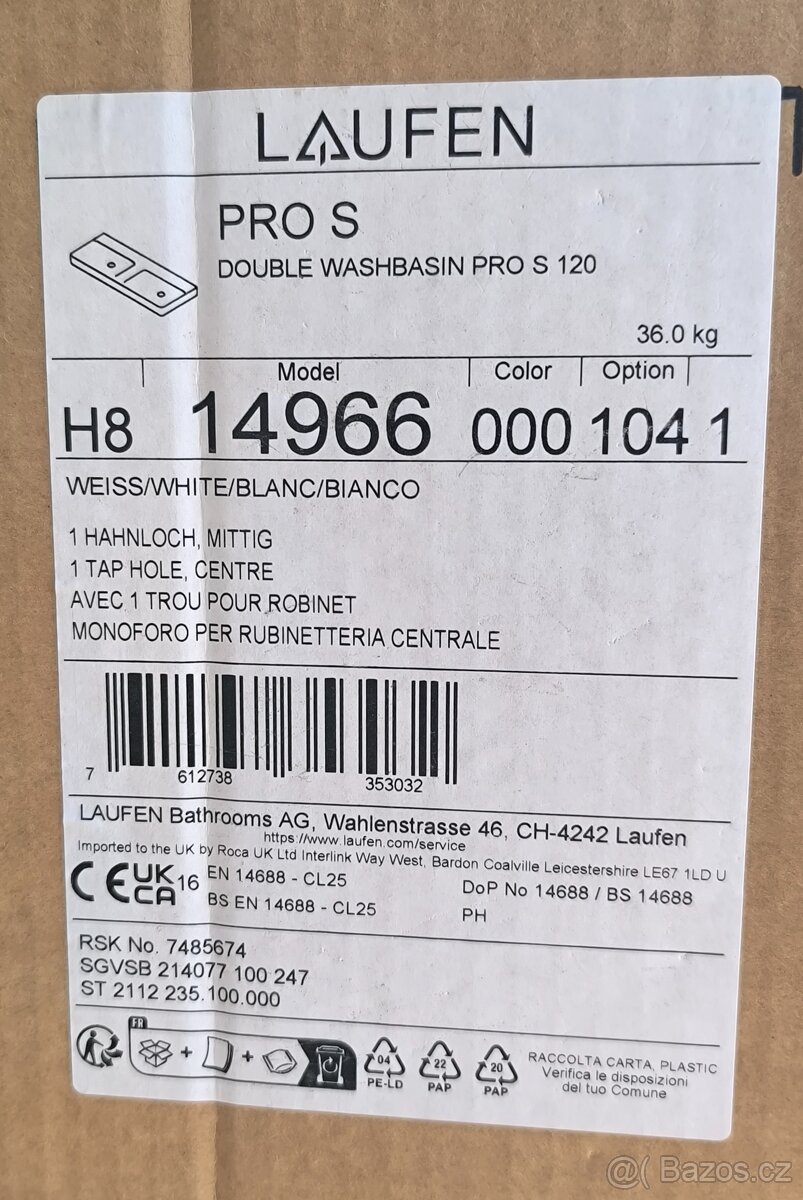 LAUFEN
PRO S
DOUBLE WASHBASIN PRO S 120
36.0 kg
Model Color Option
H8 14966 000 104 1
WEISS/WHITE/BLANC/BIANCO
1 HAHNLOCH, MITTIG
1 TAP HOLE, CENTRE
AVEC 1 TROU POUR ROBINET
MONOFORO PER RUBINETTERIA CENTRALE
7 612738 353032
LAUFEN Bathrooms AG, Wahlenstrasse 46, CH-4242 Laufen
https://www.laufen.com/service
Imported to the UK by Roca UK Ltd Interlink Way West, Bardon Coalville Leicestershire LE67 1LD U
CE UKCA 16 EN 14688 - CL25 DoP No 14688 / BS 14688
BS EN 14688 - CL25 PH
RSK No. 7485674
SGVSB 214077 100 247
ST 2112 235.100.000
FR
04 22 20
PE-LD PAP PAP
RACCOLTA CARTA, PLASTIC
Verifica le disposizioni
del tuo Comune
@( Bazos.cz